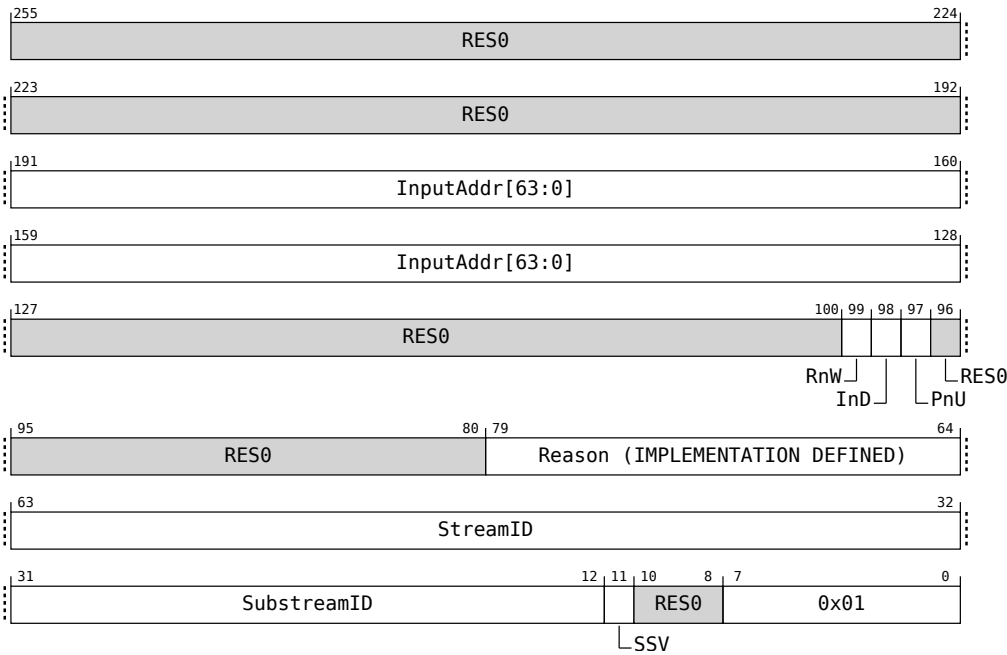 255 224
RES0
223 192
RES0
191 160
InputAddr[63:0]
159 128
InputAddr[63:0]
127 100 99 98 97 96
RES0
RnW RES0
InD PnU
95 80 79 64
RES0 Reason (IMPLEMENTATION DEFINED)
63 32
StreamID
31 12 11 10 8 7 0
SubstreamID RES0 0x01
SSV